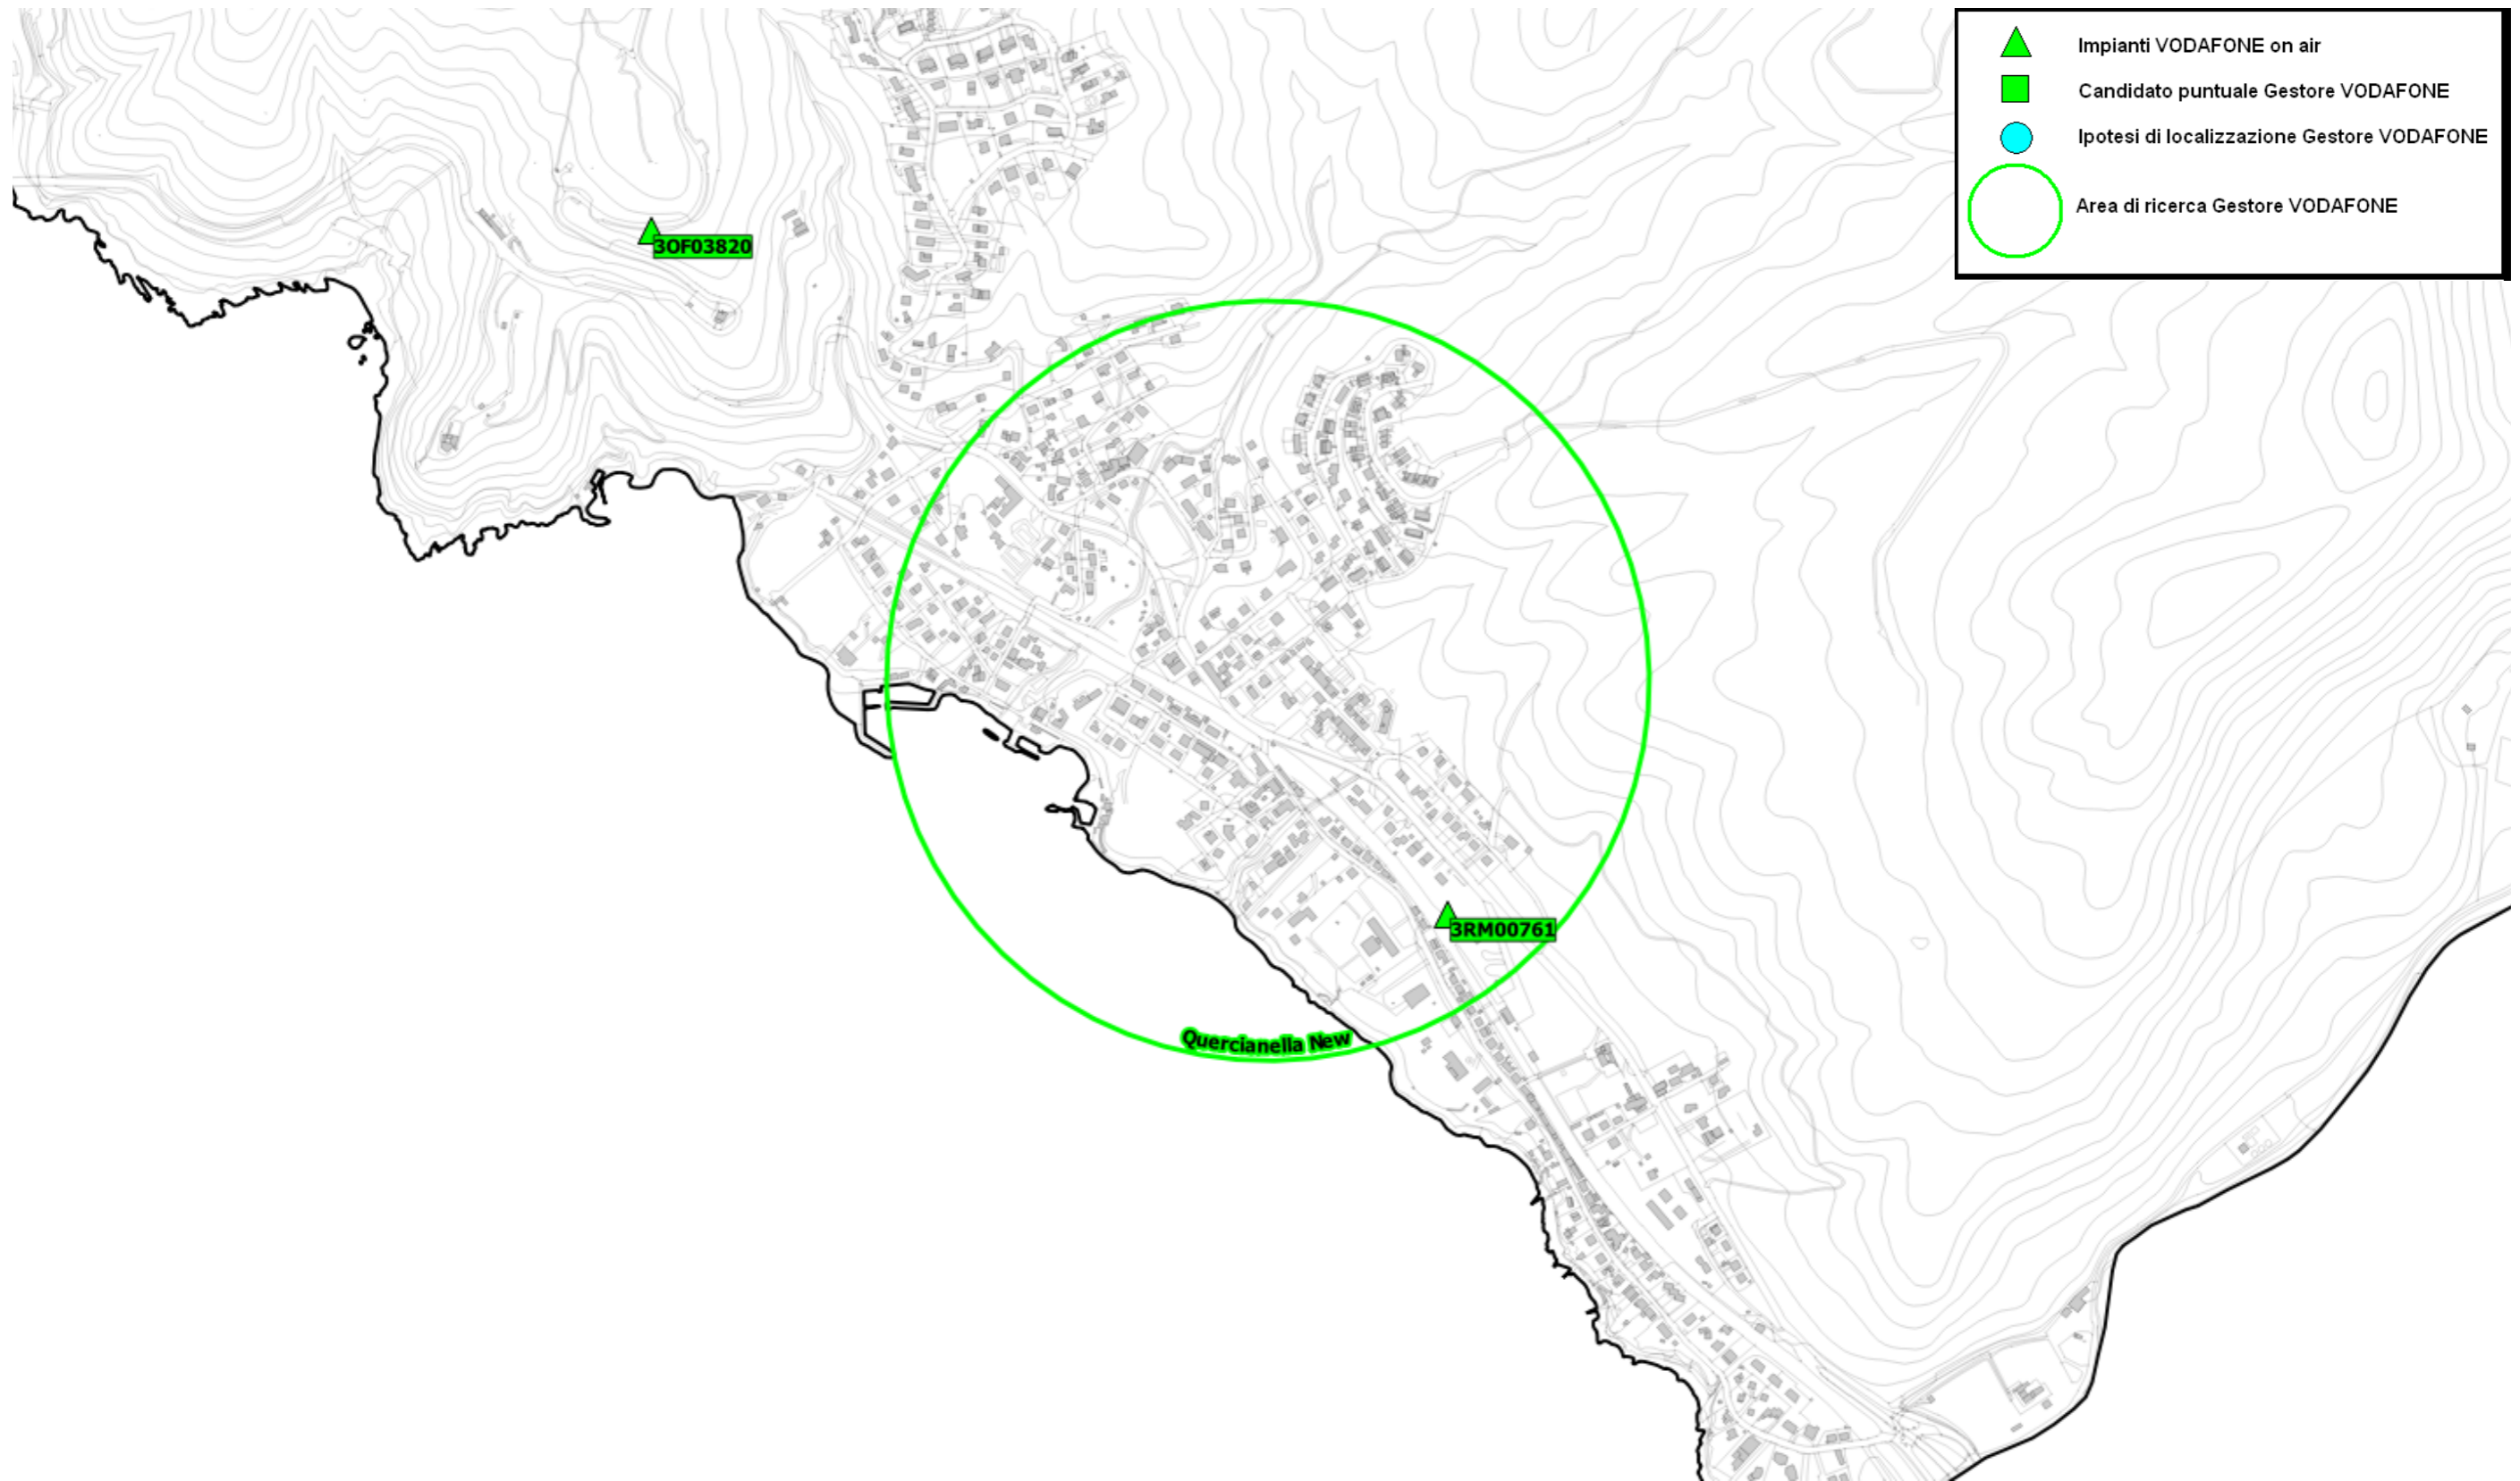 Impianti VODAFONE on air
Candidato puntuale Gestore VODAFONE
Ipotesi di localizzazione Gestore VODAFONE
Area di ricerca Gestore VODAFONE
3OF03820
3RM00761
Quercianella New